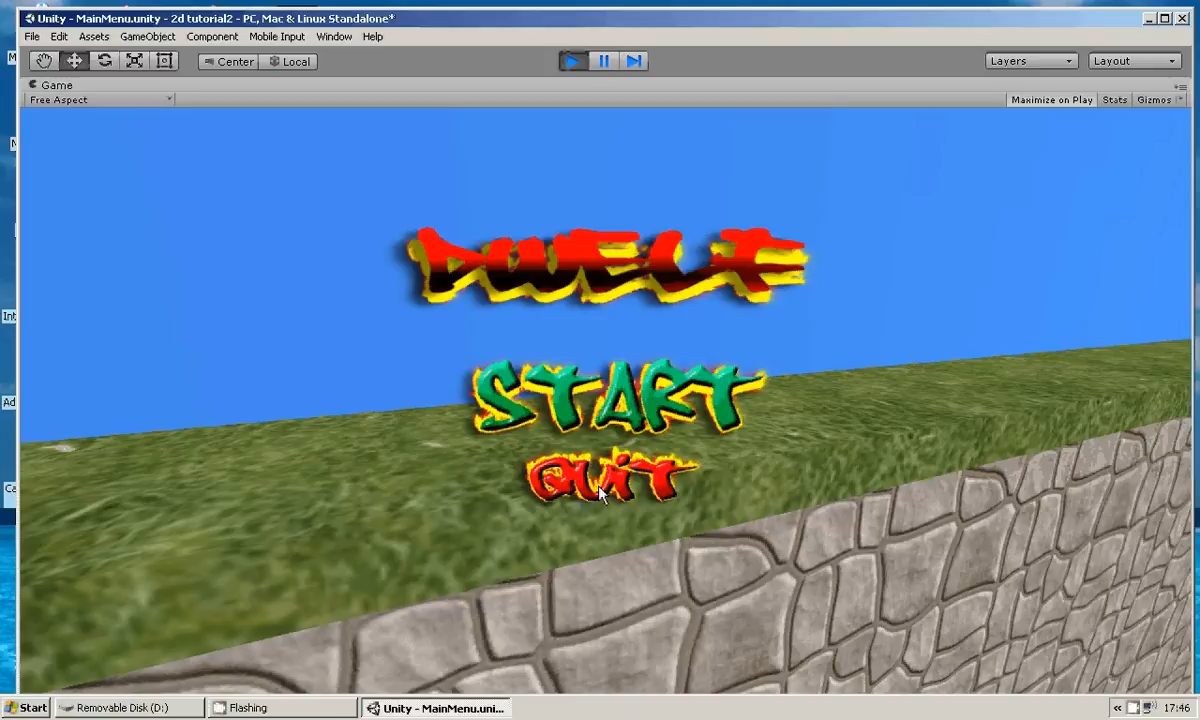 Unity - MainMenu.unity - 2d tutorial2 - PC, Mac & Linux Standalone*
File Edit Assets GameObject Component Mobile Input Window Help
Center Local Layers Layout
Game
Free Aspect Maximize on Play Stats Gizmos
START
QUiT
Start Removable Disk (D:) Flashing Unity - MainMenu.uni... « 17:46